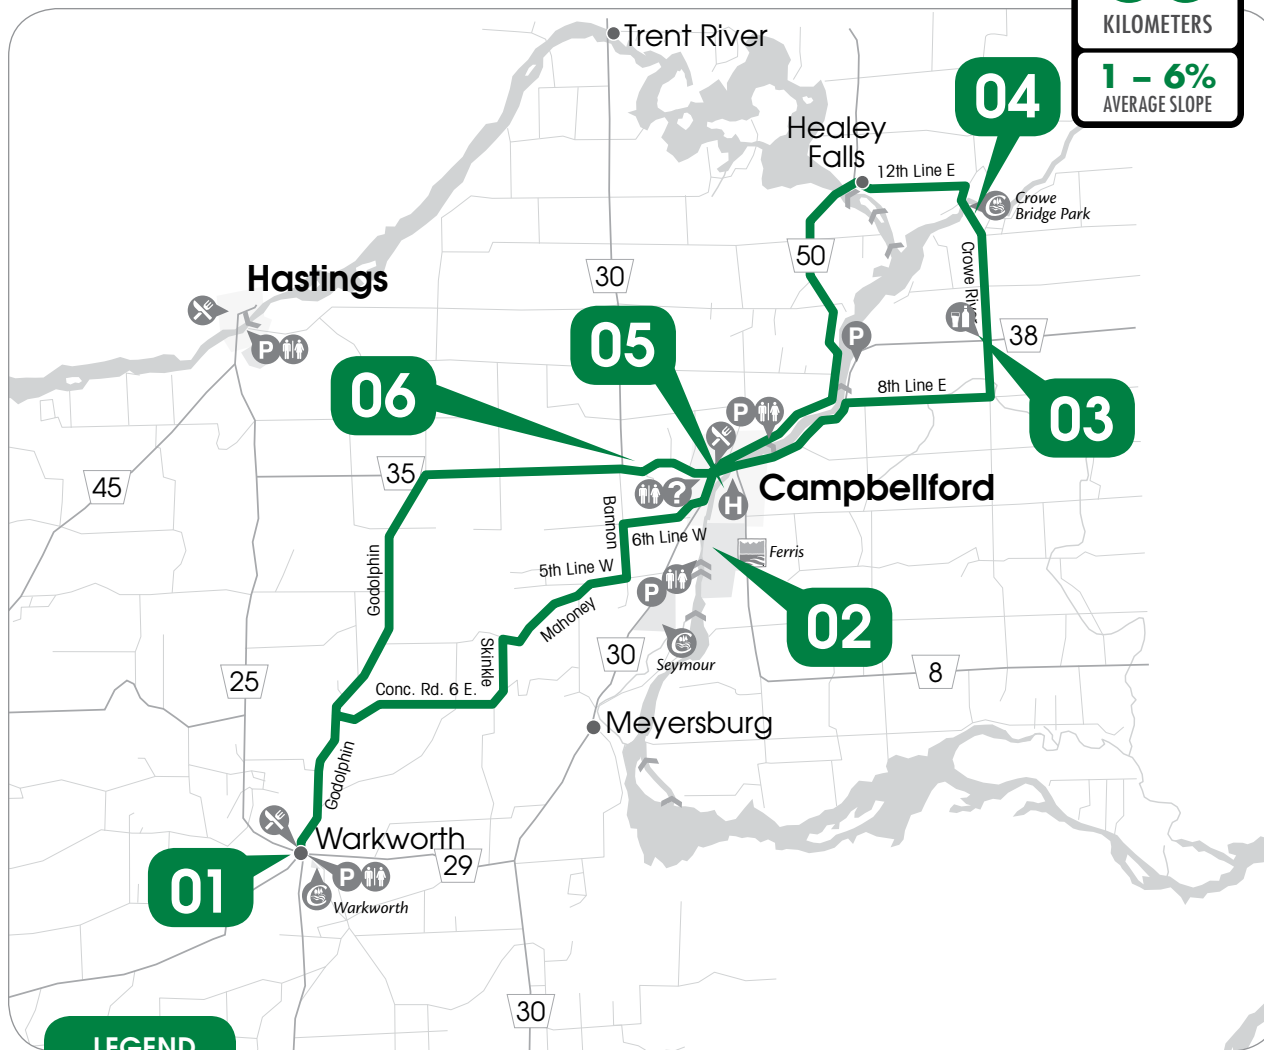 KILOMETERS
1 – 6%
AVERAGE SLOPE
Trent River
04
Healey
Falls
12th Line E
Crowe
Bridge Park
50
Crowe River
30
Hastings
P
P
38
05
8th Line E
06
03
P
35
45
Campbellford
?
H
Bannon
6th Line W
Ferris
5th Line W
P
Godolphin
Mahoney
02
Skinkle
30
Seymour
8
25
Conc. Rd. 6 E.
Meyersburg
Godolphin
Warkworth
29
01
P
Warkworth
30
LEGEND